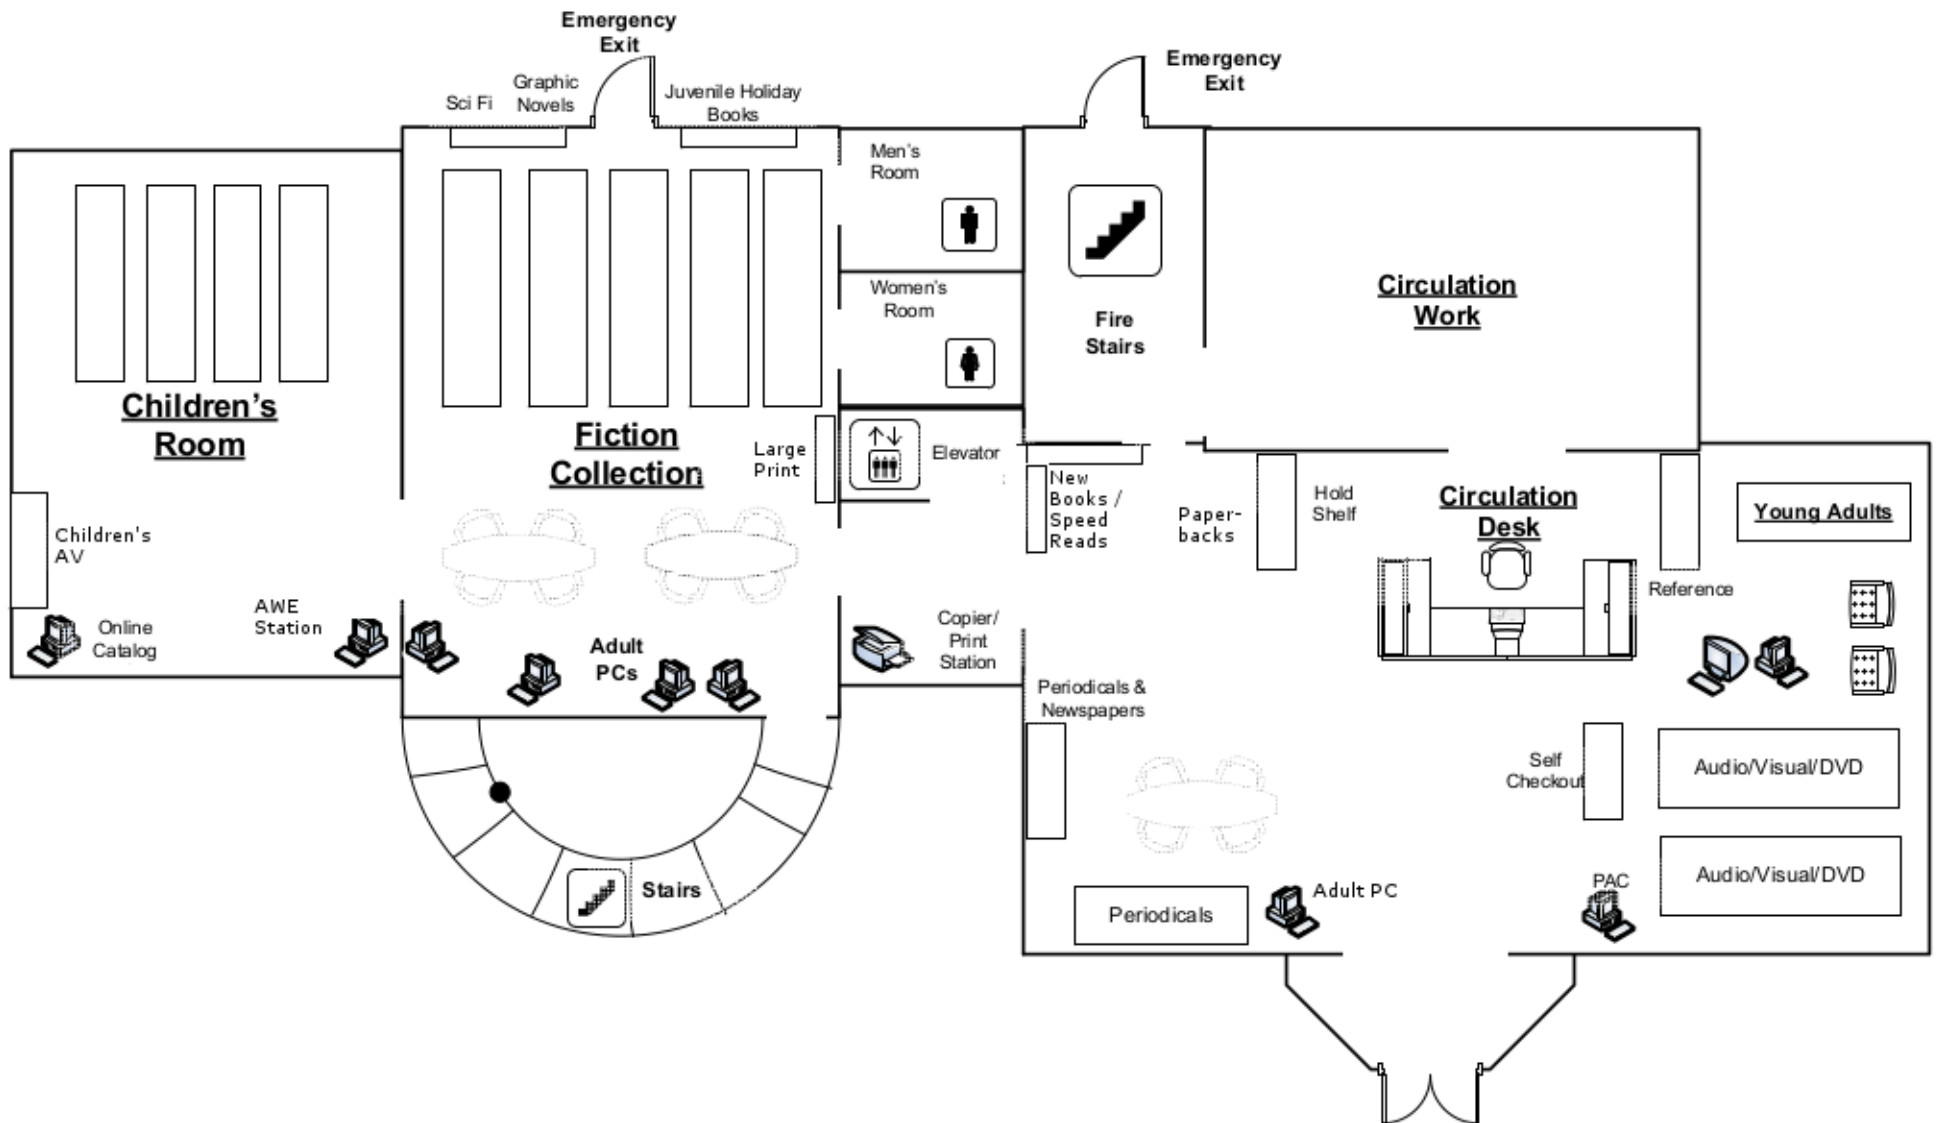 Emergency
Exit
Emergency
Exit
Sci Fi
Graphic
Novels
Juvenile Holiday
Books
Men's
Room
Women's
Room
Fire
Stairs
Circulation
Work
Children's
Room
Fiction
Collection
Large
Print
Elevator
New
Books /
Speed
Reads
Paper-
backs
Hold
Shelf
Circulation
Desk
Young Adults
Children's
AV
Reference
AWE
Station
Online
Catalog
Adult
PCs
Copier/
Print
Station
Periodicals &
Newspapers
Self
Checkout
Audio/Visual/DVD
Audio/Visual/DVD
Stairs
Periodicals
Adult PC
PAC